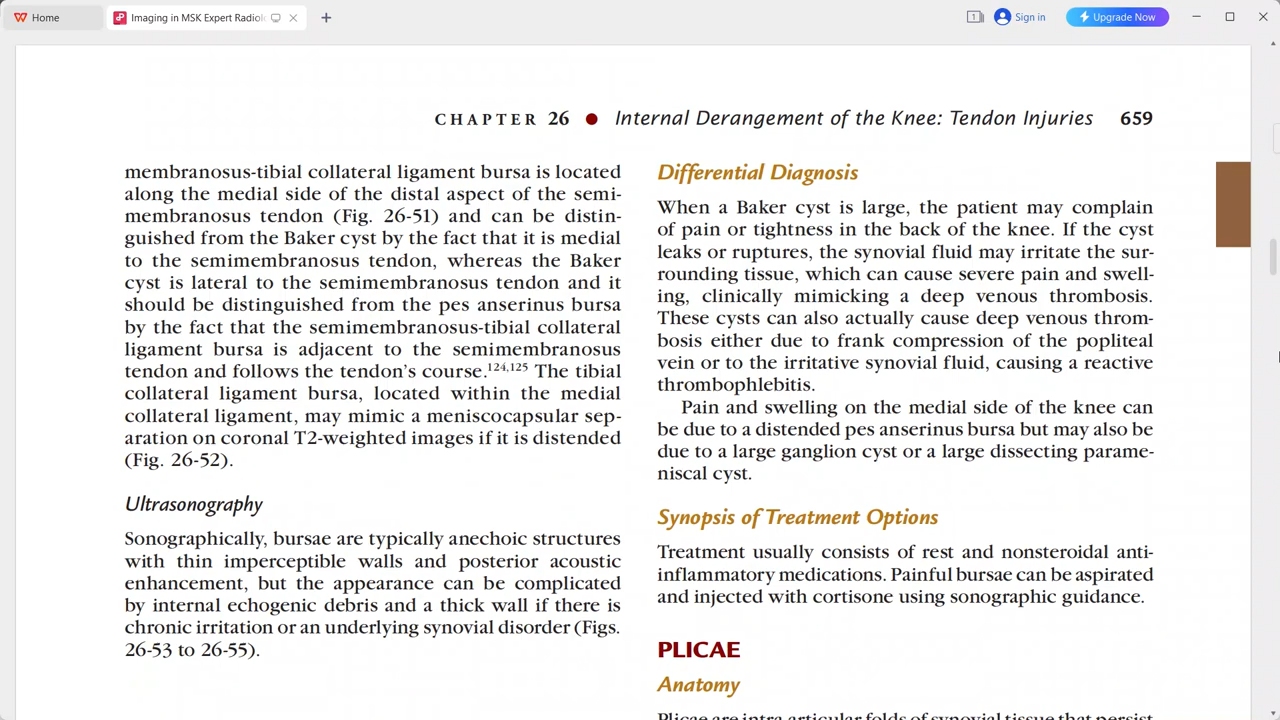 Home
Imaging in MSK Expert Radiol
Sign in
Upgrade Now
CHAPTER 26 ● Internal Derangement of the Knee: Tendon Injuries 659
membranosus-tibial collateral ligament bursa is located
along the medial side of the distal aspect of the semi-
membranosus tendon (Fig. 26-51) and can be distin-
guished from the Baker cyst by the fact that it is medial
to the semimembranosus tendon, whereas the Baker
cyst is lateral to the semimembranosus tendon and it
should be distinguished from the pes anserinus bursa
by the fact that the semimembranosus-tibial collateral
ligament bursa is adjacent to the semimembranosus
tendon and follows the tendon's course.124,125 The tibial
collateral ligament bursa, located within the medial
collateral ligament, may mimic a meniscocapsular sep-
aration on coronal T2-weighted images if it is distended
(Fig. 26-52).
Ultrasonography
Sonographically, bursae are typically anechoic structures
with thin imperceptible walls and posterior acoustic
enhancement, but the appearance can be complicated
by internal echogenic debris and a thick wall if there is
chronic irritation or an underlying synovial disorder (Figs.
26-53 to 26-55).
Differential Diagnosis
When a Baker cyst is large, the patient may complain
of pain or tightness in the back of the knee. If the cyst
leaks or ruptures, the synovial fluid may irritate the sur-
rounding tissue, which can cause severe pain and swell-
ing, clinically mimicking a deep venous thrombosis.
These cysts can also actually cause deep venous throm-
bosis either due to frank compression of the popliteal
vein or to the irritative synovial fluid, causing a reactive
thrombophlebitis.
Pain and swelling on the medial side of the knee can
be due to a distended pes anserinus bursa but may also be
due to a large ganglion cyst or a large dissecting parame-
niscal cyst.
Synopsis of Treatment Options
Treatment usually consists of rest and nonsteroidal anti-
inflammatory medications. Painful bursae can be aspirated
and injected with cortisone using sonographic guidance.
PLICAE
Anatomy
Plicae are intra-articular folds of synovial tissue that persist